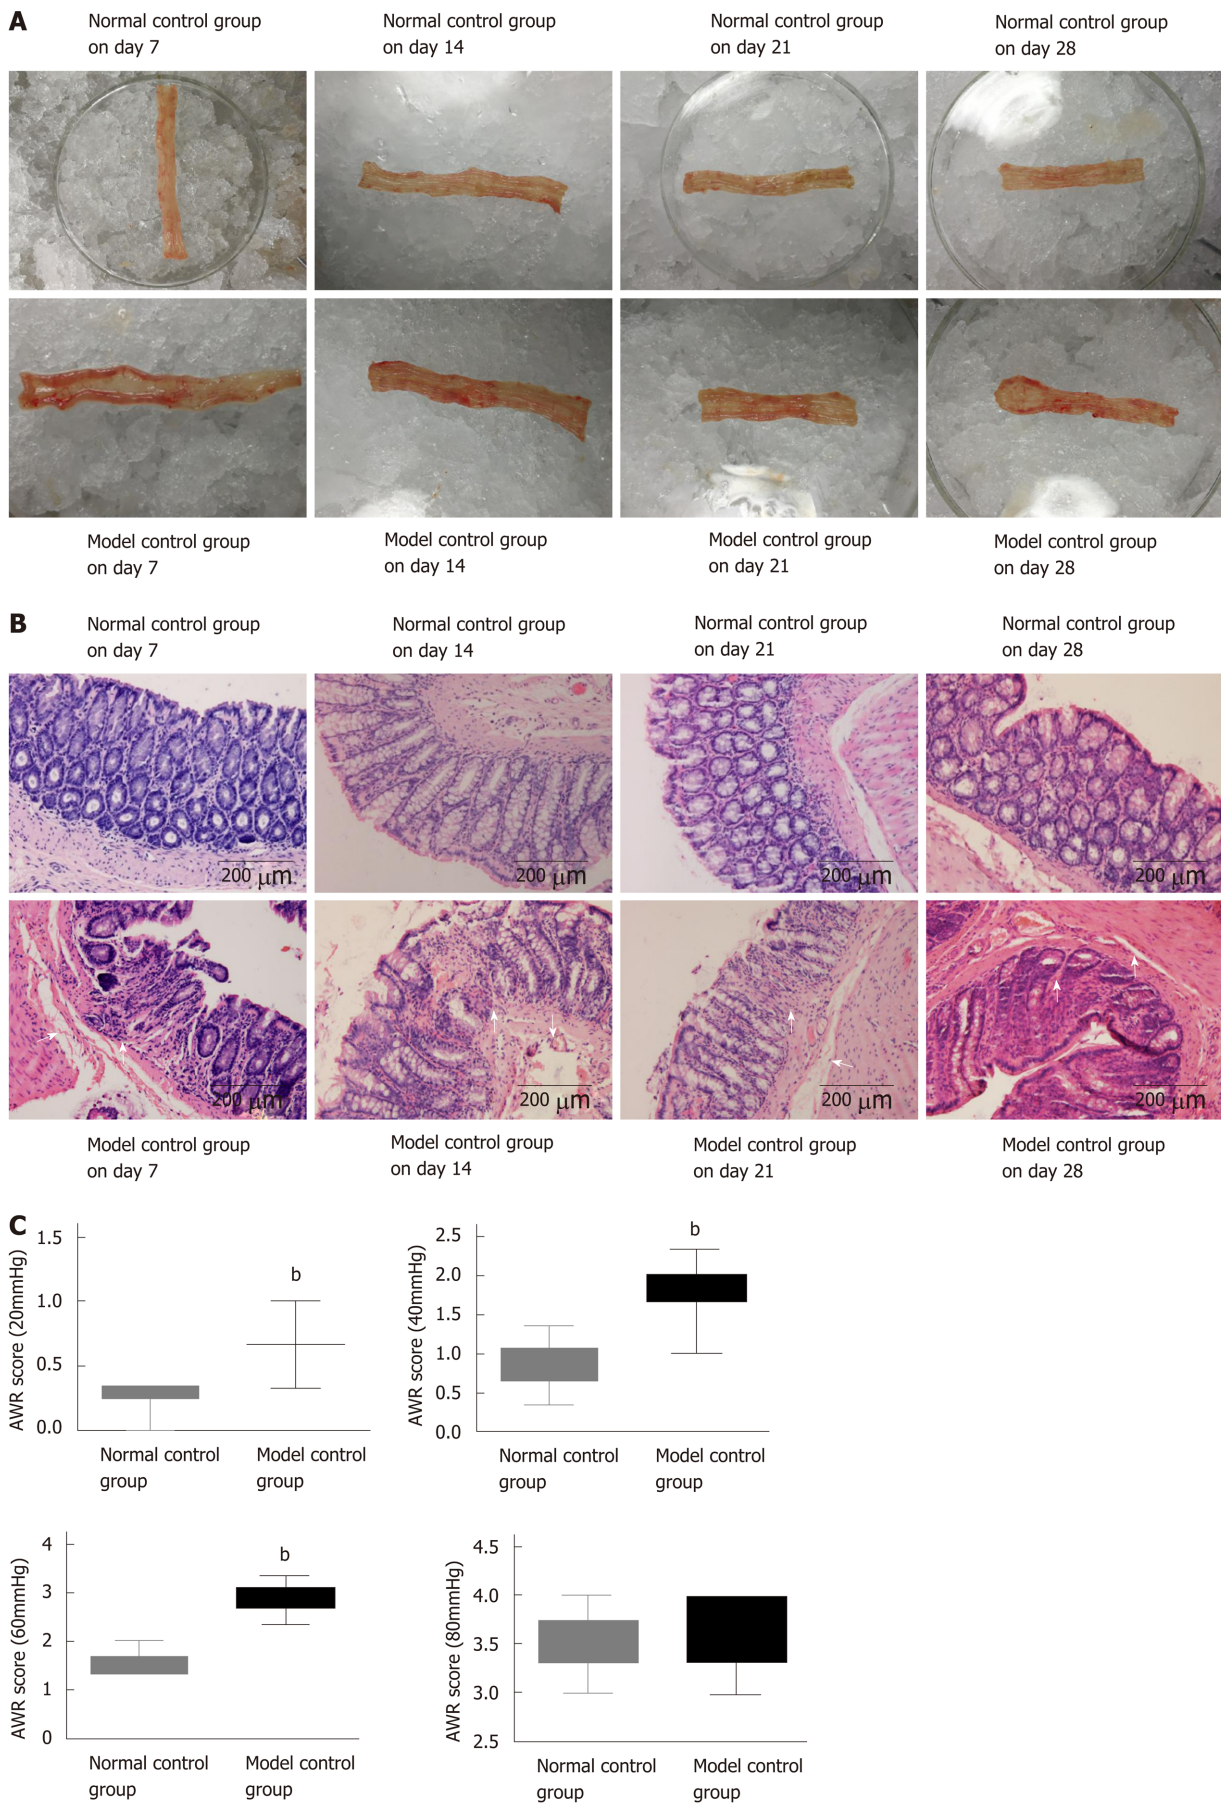 A
Normal control group
on day 7
Normal control group
on day 14
Normal control group
on day 21
Normal control group
on day 28
Model control group
on day 7
Model control group
on day 14
Model control group
on day 21
Model control group
on day 28
B
Normal control group
on day 7
Normal control group
on day 14
Normal control group
on day 21
Normal control group
on day 28
200 μm
200 μm
200 μm
200 μm
200 μm
200 μm
200 μm
200 μm
Model control group
on day 7
Model control group
on day 14
Model control group
on day 21
Model control group
on day 28
C
AWR score (20mmHg)
1.5
1.0
0.5
0.0
b
Normal control
group
Model control
group
AWR score (40mmHg)
2.5
2.0
1.5
1.0
0.5
0.0
b
Normal control
group
Model control
group
AWR score (60mmHg)
4
3
2
1
0
b
Normal control
group
Model control
group
AWR score (80mmHg)
4.5
4.0
3.5
3.0
2.5
Normal control
group
Model control
group